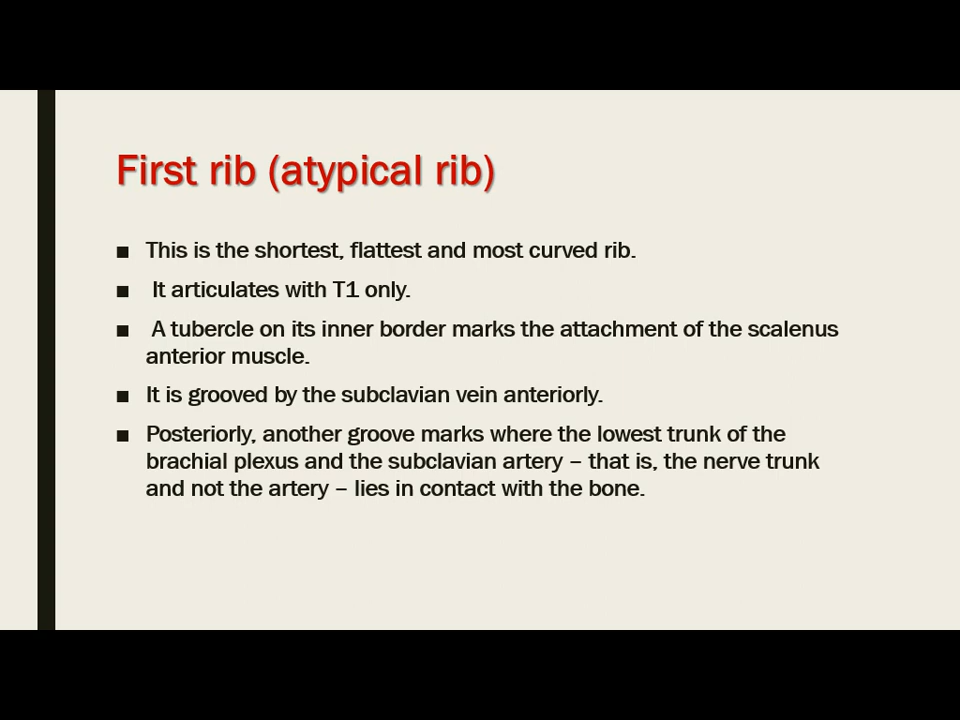 First rib (atypical rib)
■ This is the shortest, flattest and most curved rib.
■ It articulates with T1 only.
■ A tubercle on its inner border marks the attachment of the scalenus
anterior muscle.
■ It is grooved by the subclavian vein anteriorly.
■ Posteriorly, another groove marks where the lowest trunk of the
brachial plexus and the subclavian artery – that is, the nerve trunk
and not the artery – lies in contact with the bone.